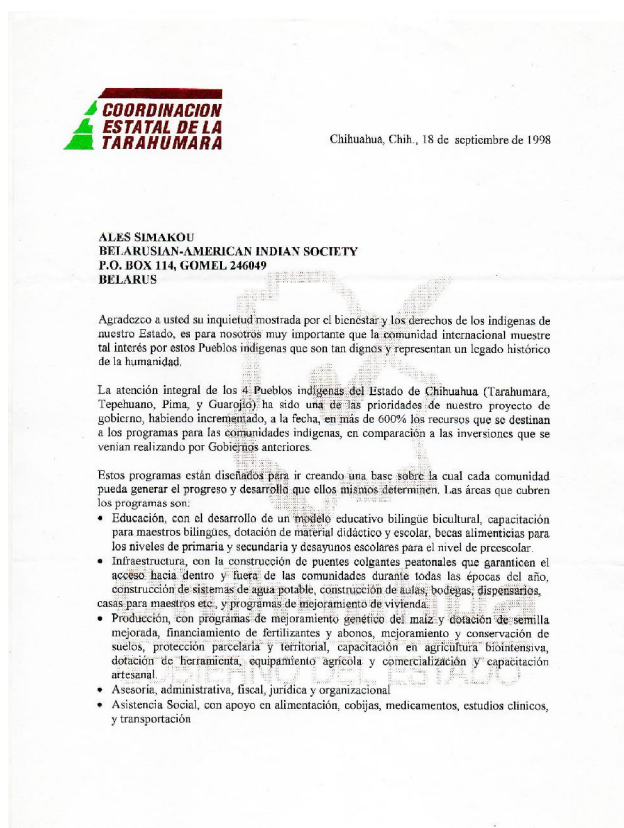 COORDINACION
ESTATAL DE LA
TARAHUMARA
Chihuahua, Chih., 18 de septiembre de 1998
ALES SIMAKOU
BELARUSIAN-AMERICAN INDIAN SOCIETY
P.O. BOX 114, GOMEL 246049
BELARUS
Agradezco a usted su inquietud mostrada por el bienestar y los derechos de los indígenas de
nuestro Estado, es para nosotros muy importante que la comunidad internacional muestre
tal interés por estos Pueblos indígenas que son tan dignos y representan un legado histórico
de la humanidad.
La atención integral de los 4 Pueblos indígenas del Estado de Chihuahua (Tarahumara,
Tepehuano, Pima, y Guarojío) ha sido una de las prioridades de nuestro proyecto de
gobierno, habiendo incrementado, a la fecha, en más de 600% los recursos que se destinan
a los programas para las comunidades indígenas, en comparación a las inversiones que se
venían realizando por Gobiernos anteriores.
Estos programas están diseñados para ir creando una base sobre la cual cada comunidad
pueda generar el progreso y desarrollo que ellos mismos determinen. Las áreas que cubren
los programas son:
• Educación, con el desarrollo de un modelo educativo bilingüe bicultural, capacitación
para maestros bilingües, dotación de material didáctico y escolar, becas alimenticias para
los niveles de primaria y secundaria y desayunos escolares para el nivel de preescolar.
• Infraestructura, con la construcción de puentes colgantes peatonales que garanticen el
acceso hacia dentro y fuera de las comunidades durante todas las épocas del año,
construcción de sistemas de agua potable, construcción de aulas, bodegas, dispensarios,
casas para maestros etc., y programas de mejoramiento de vivienda.
• Producción, con programas de mejoramiento genético del maíz y dotación de semilla
mejorada, financiamiento de fertilizantes y abonos, mejoramiento y conservación de
suelos, protección parcelaria y territorial, capacitación en agricultura biointensiva,
dotación de herramienta, equipamiento agrícola y comercialización y capacitación
artesanal.
• Asesoría, administrativa, fiscal, jurídica y organizacional
• Asistencia Social, con apoyo en alimentación, cobijas, medicamentos, estudios clínicos,
y transportación
GOBIERNO DEL ESTADO